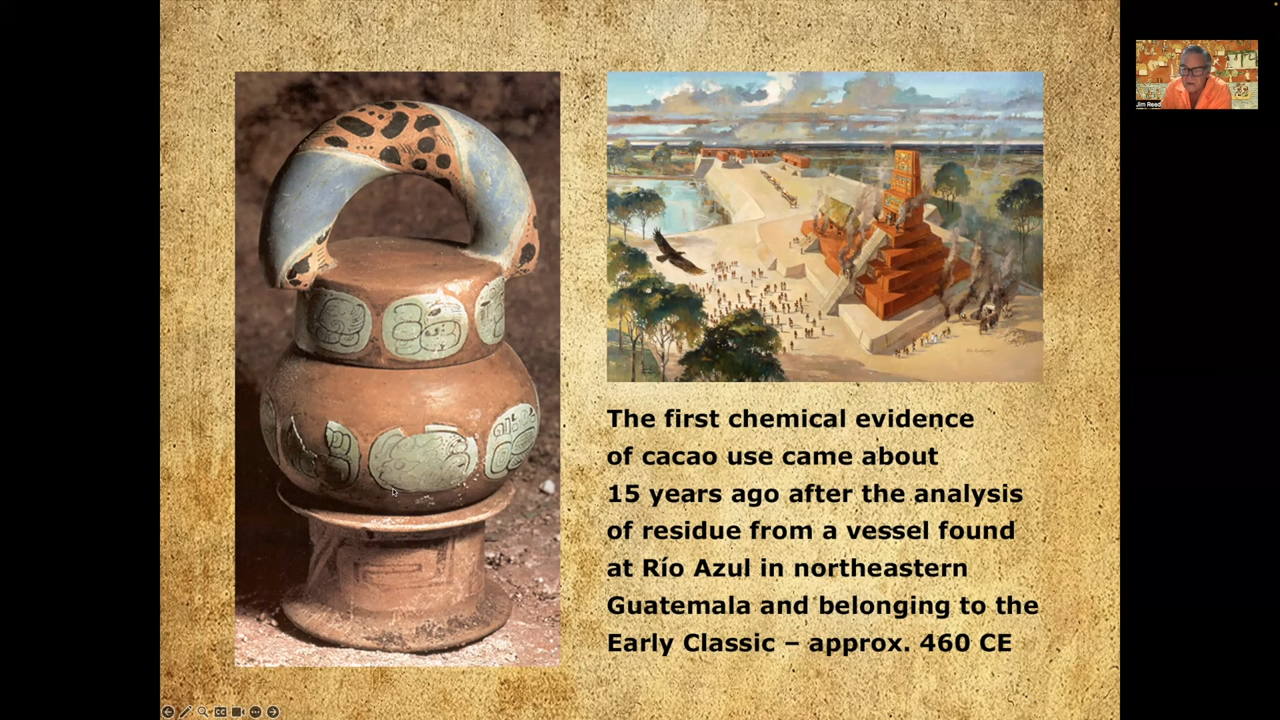 The first chemical evidence
of cacao use came about
15 years ago after the analysis
of residue from a vessel found
at Río Azul in northeastern
Guatemala and belonging to the
Early Classic – approx. 460 CE
Jim Reed
CC